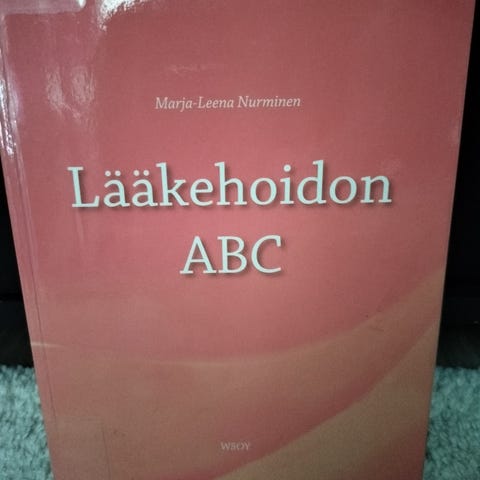 Marja-Leena Nurminen
Lääkehoidon
ABC
WSOY